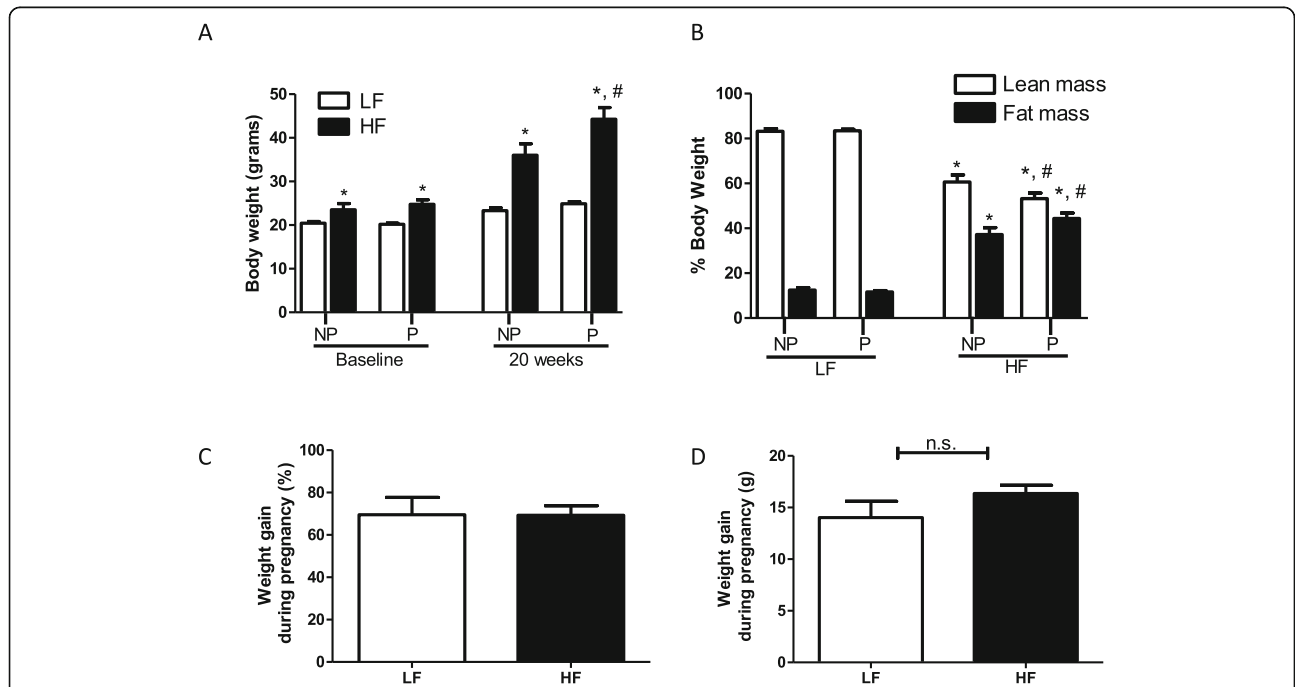 A
LF
HF
Body weight (grams)
50
40
30
20
10
0
*
*
*
*, #
NP
P
NP
P
Baseline
20 weeks
B
Lean mass
Fat mass
% Body Weight
100
80
60
40
20
0
*
*
*, #
*, #
NP
P
NP
P
LF
HF
C
Weight gain
during pregnancy (%)
100
80
60
40
20
0
LF
HF
D
n.s.
Weight gain
during pregnancy (g)
20
15
10
5
0
LF
HF